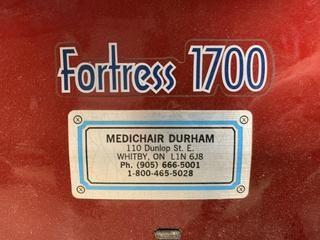 Fortress 1700
MEDICHAIR DURHAM
110 Dunlop St. E.
WHITBY, ON L1N 6J8
Ph. (905) 666-5001
1-800-465-5028